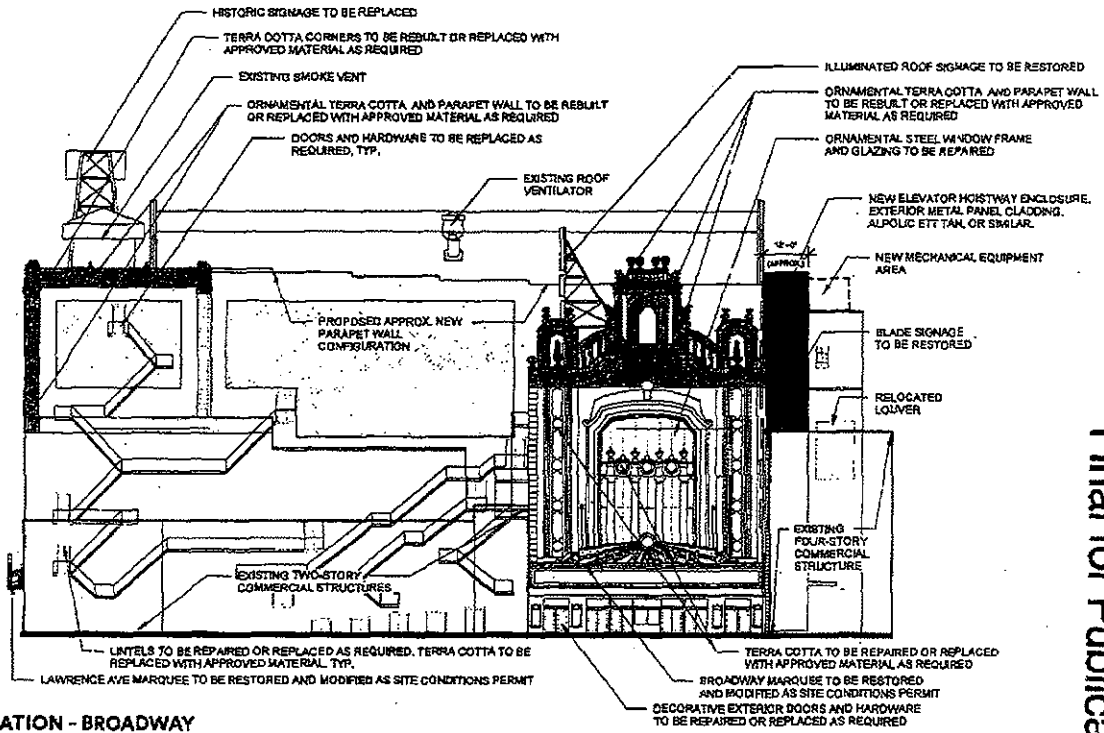 HISTORIC SIGNAGE TO BE REPLACED
TERRA COTTA CORNERS TO BE REBUILT OR REPLACED WITH
APPROVED MATERIAL AS REQUIRED
EXISTING SMOKE VENT
ORNAMENTAL TERRA COTTA AND PARAPET WALL TO BE REBUILT
OR REPLACED WITH APPROVED MATERIAL AS REQUIRED
DOORS AND HARDWARE TO BE REPLACED AS
REQUIRED, TYP.
EXISTING ROOF
VENTILATOR
ILLUMINATED ROOF SIGNAGE TO BE RESTORED
ORNAMENTAL TERRA COTTA AND PARAPET WALL
TO BE REBUILT OR REPLACED WITH APPROVED
MATERIAL AS REQUIRED
ORNAMENTAL STEEL WINDOW FRAME
AND GLAZING TO BE REPAIRED
NEW ELEVATOR HOISTWAY ENCLOSURE.
EXTERIOR METAL PANEL CLADDING,
ALPOLIC ETT TAN, OR SIMILAR.
(APPROX.)
NEW MECHANICAL EQUIPMENT
AREA
PROPOSED APPROX. NEW
PARAPET WALL
CONFIGURATION
BLADE SIGNAGE
TO BE RESTORED
RELOCATED
LOUVER
EXISTING
FOUR-STORY
COMMERCIAL
STRUCTURE
EXISTING TWO-STORY
COMMERCIAL STRUCTURES
LINTELS TO BE REPAIRED OR REPLACED AS REQUIRED. TERRA COTTA TO BE
REPLACED WITH APPROVED MATERIAL, TYP.
LAWRENCE AVE MARQUEE TO BE RESTORED AND MODIFIED AS SITE CONDITIONS PERMIT
TERRA COTTA TO BE REPAIRED OR REPLACED
WITH APPROVED MATERIAL AS REQUIRED
BROADWAY MARQUEE TO BE RESTORED
AND MODIFIED AS SITE CONDITIONS PERMIT
DECORATIVE EXTERIOR DOORS AND HARDWARE
TO BE REPAIRED OR REPLACED AS REQUIRED
ATION - BROADWAY
for Publica